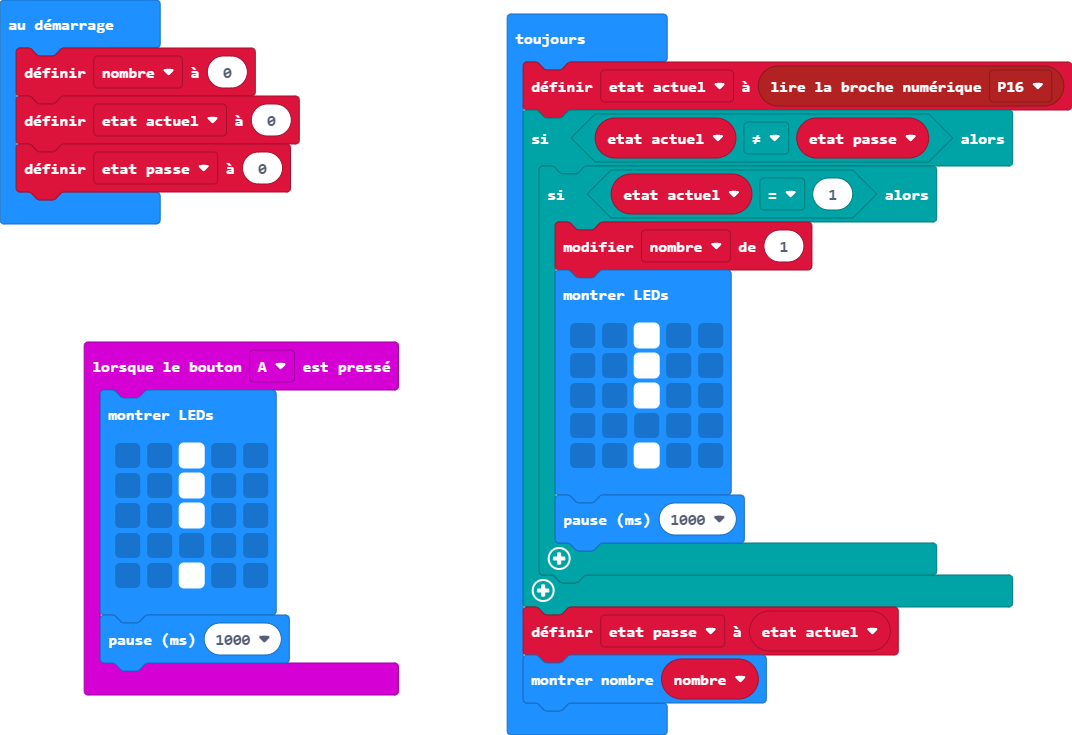 au démarrage
définir nombre à 0
définir etat actuel à 0
définir etat passe à 0
lorsque le bouton A est pressé
montrer LEDs
pause (ms) 1000
toujours
définir etat actuel à lire la broche numérique P16
si etat actuel ≠ etat passe alors
si etat actuel = 1 alors
modifier nombre de 1
montrer LEDs
pause (ms) 1000
définir etat passe à etat actuel
montrer nombre nombre